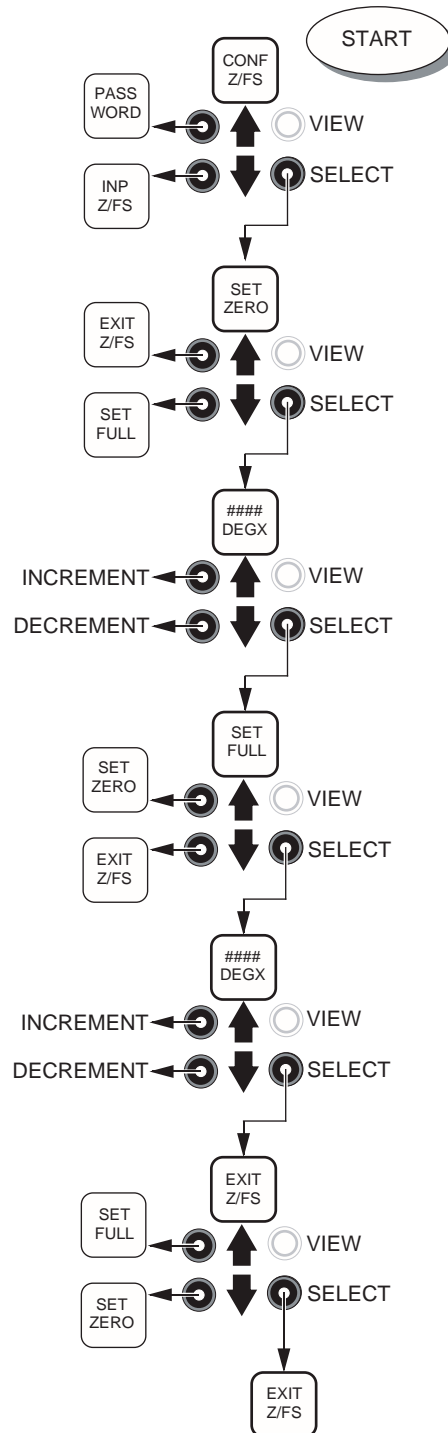 START
CONF
Z/FS
PASS
WORD
VIEW
INP
Z/FS
SELECT
SET
ZERO
EXIT
Z/FS
VIEW
SET
FULL
SELECT
####
DEGX
INCREMENT
VIEW
DECREMENT
SELECT
SET
FULL
SET
ZERO
VIEW
EXIT
Z/FS
SELECT
####
DEGX
INCREMENT
VIEW
DECREMENT
SELECT
EXIT
Z/FS
SET
FULL
VIEW
SET
ZERO
SELECT
EXIT
Z/FS